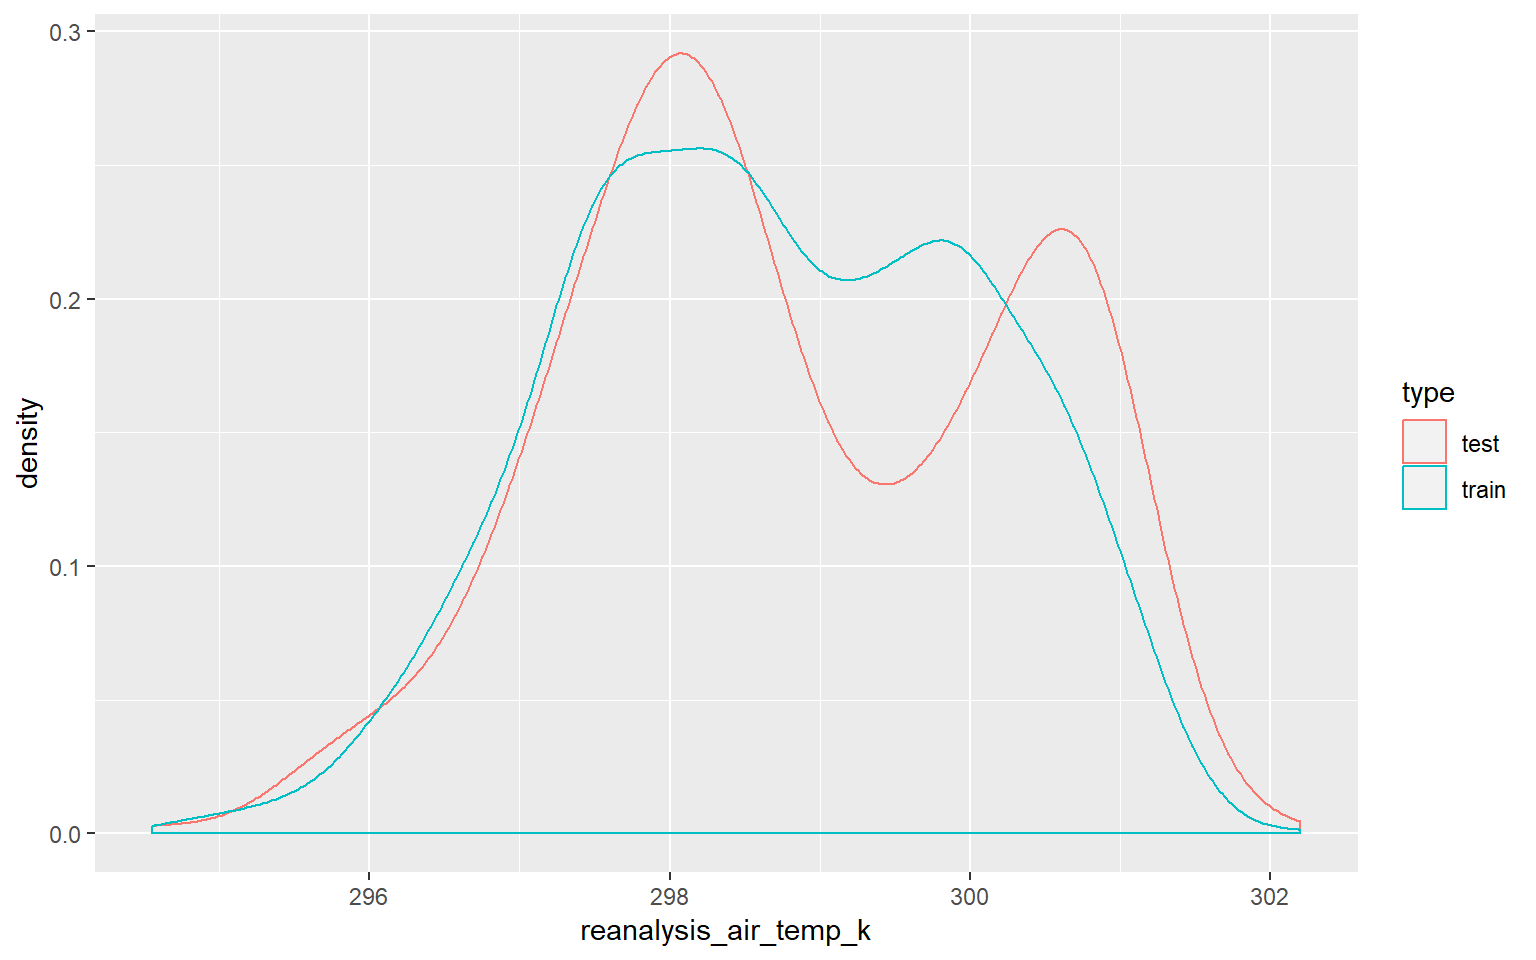 0.3
0.2
0.1
0.0
density
296
298
300
302
reanalysis_air_temp_k
type
test
train